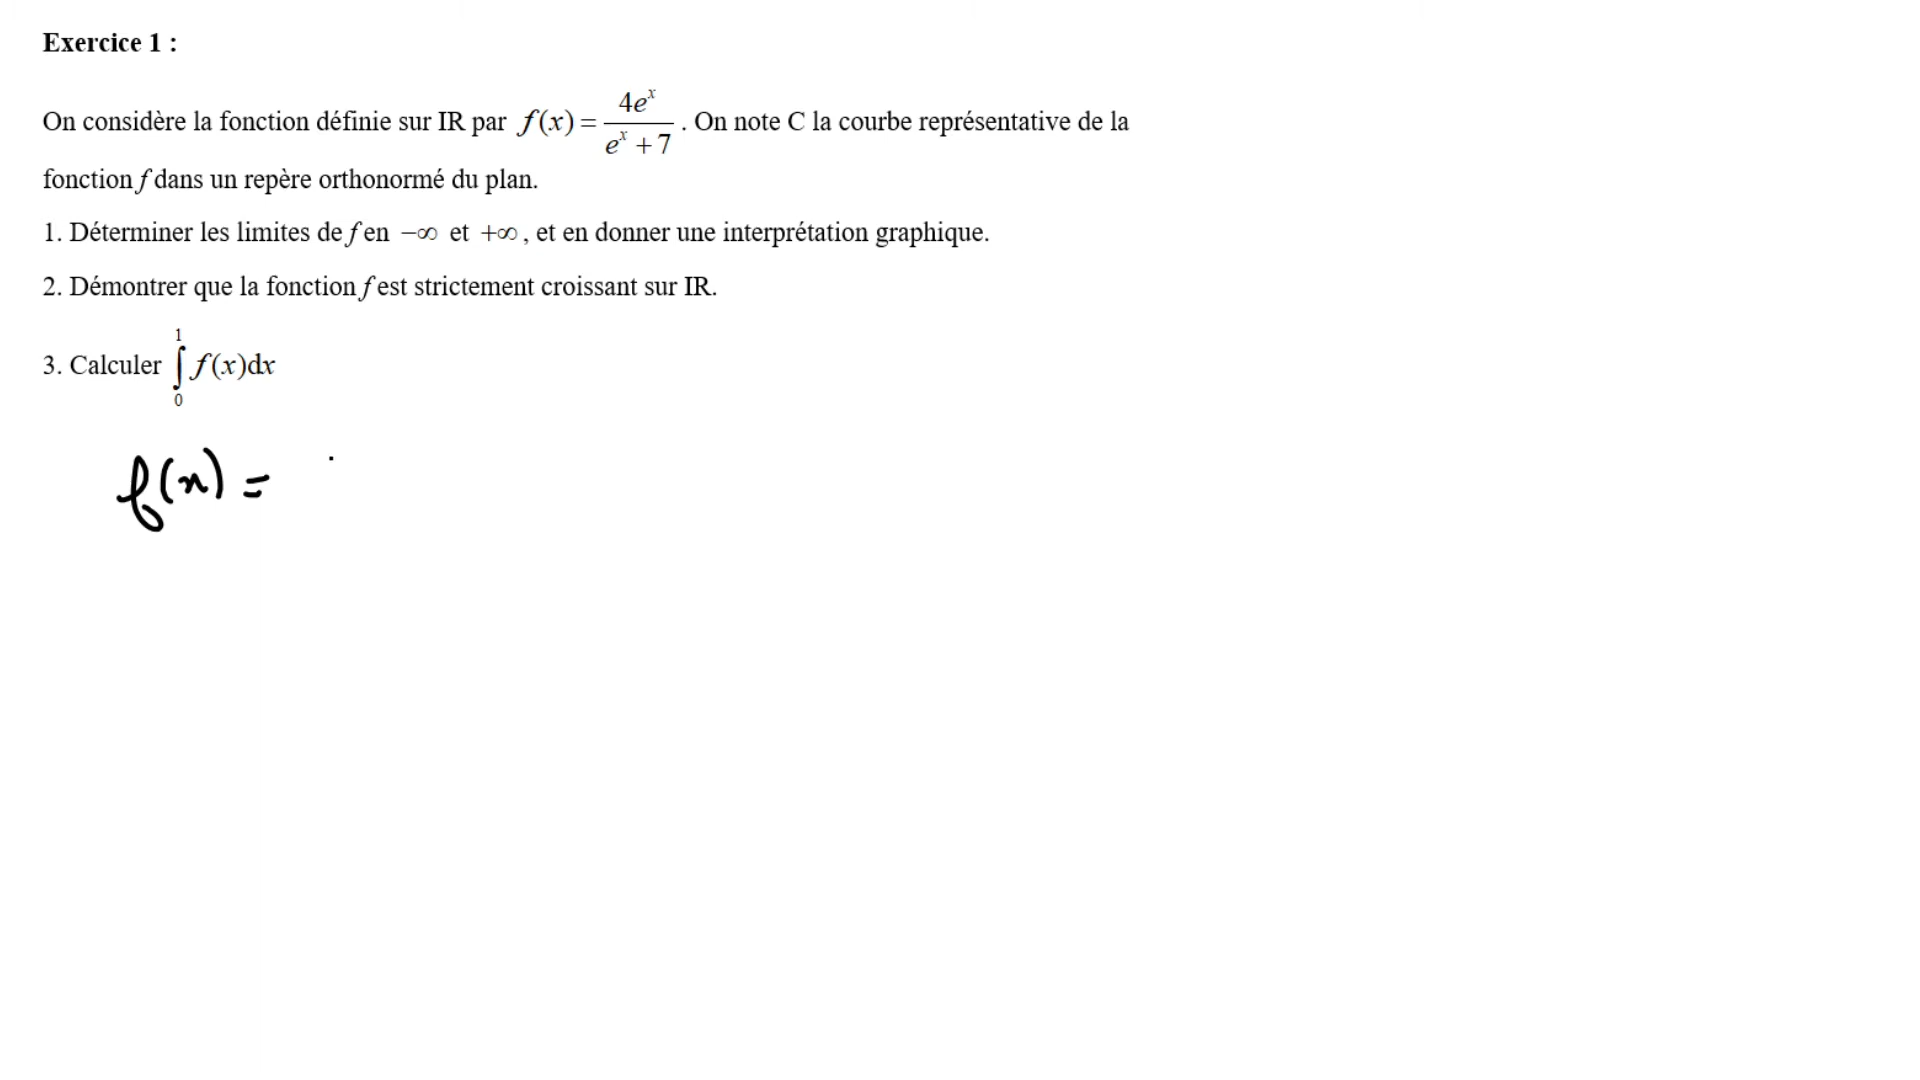 Exercice 1 :
On considère la fonction définie sur IR par f(x) = 4e^x / (e^x + 7) . On note C la courbe représentative de la
fonction f dans un repère orthonormé du plan.
1. Déterminer les limites de f en −∞ et +∞, et en donner une interprétation graphique.
2. Démontrer que la fonction f est strictement croissant sur IR.
3. Calculer ∫_0^1 f(x)dx
f(x) =